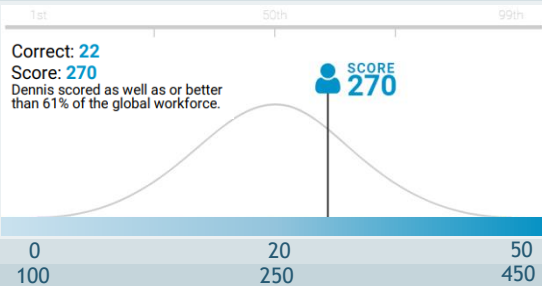 1st 50th 99th
Correct: 22
Score: 270
Dennis scored as well as or better
than 61% of the global workforce.
SCORE
270
0 20 50
100 250 450